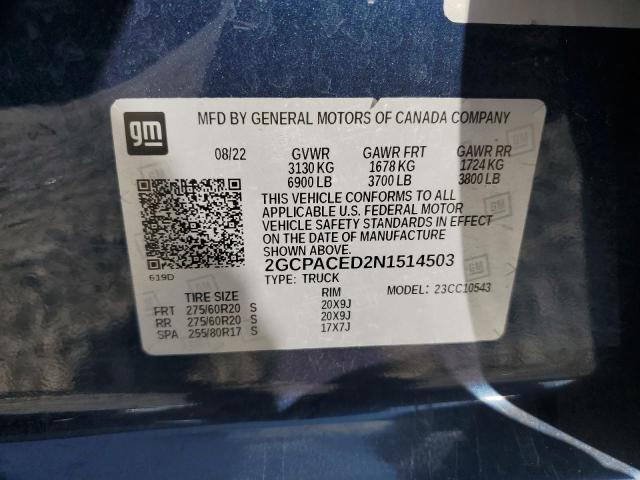 gm
MFD BY GENERAL MOTORS OF CANADA COMPANY
08/22 GVWR GAWR FRT GAWR RR
3130 KG 1678 KG 1724 KG
6900 LB 3700 LB 3800 LB
THIS VEHICLE CONFORMS TO ALL
APPLICABLE U.S. FEDERAL MOTOR
VEHICLE SAFETY STANDARDS IN EFFECT ON
THE DATE OF MANUFACTURE
SHOWN ABOVE.
2GCPACED2N1514503
619D
TYPE: TRUCK
TIRE SIZE RIM MODEL: 23CC10543
FRT 275/60R20 S 20X9J
RR 275/60R20 S 20X9J
SPA 255/80R17 S 17X7J